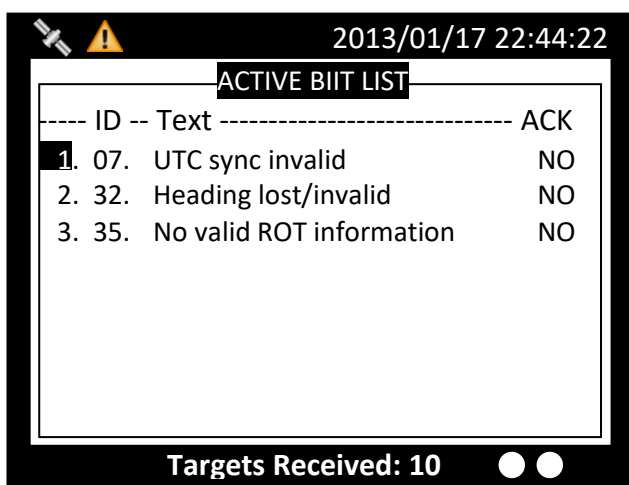 2013/01/17 22:44:22
ACTIVE BIIT LIST
----- ID -- Text ------------------------------ ACK
1. 07. UTC sync invalid NO
2. 32. Heading lost/invalid NO
3. 35. No valid ROT information NO
Targets Received: 10